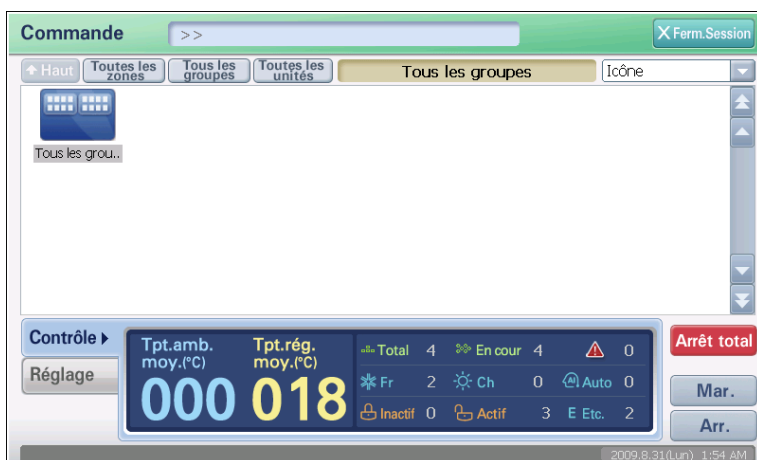 Commande
>>
X Ferm.Session
Haut
Toutes les
zones
Tous les
groupes
Toutes les
unités
Tous les groupes
Icône
Tous les grou..
Contrôle
Réglage
Tpt.amb.
moy.(°C)
000
Tpt.rég.
moy.(°C)
018
Total 4
En cour 4
0
Fr 2
Ch 0
Auto 0
Inactif 0
Actif 3
E Etc. 2
Arrêt total
Mar.
Arr.
2009.8.31(Lun) 1:54 AM